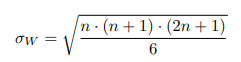 σ_W = √(n · (n + 1) · (2n + 1) / 6)